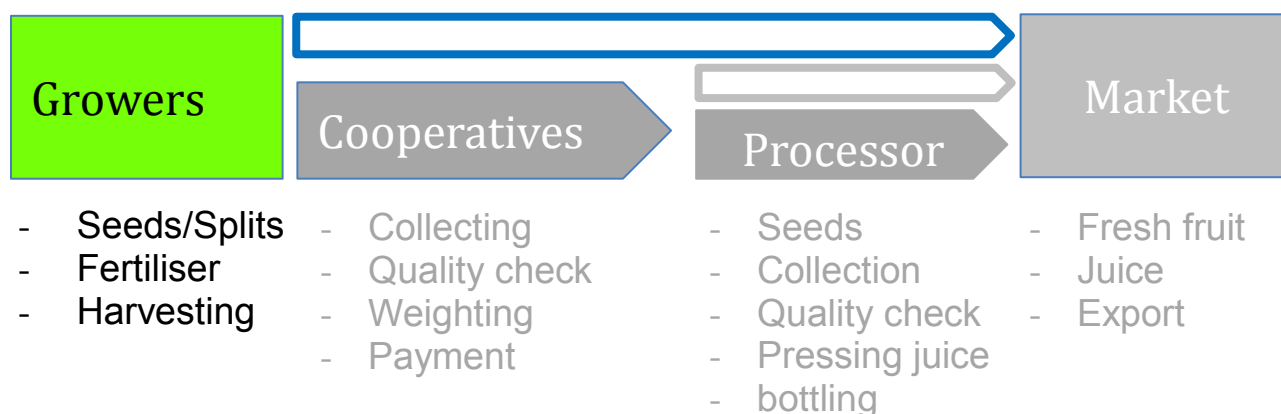 Growers
Cooperatives
Processor
Market
- Seeds/Splits
- Fertiliser
- Harvesting
- Collecting
- Quality check
- Weighting
- Payment
- Seeds
- Collection
- Quality check
- Pressing juice
- bottling
- Fresh fruit
- Juice
- Export